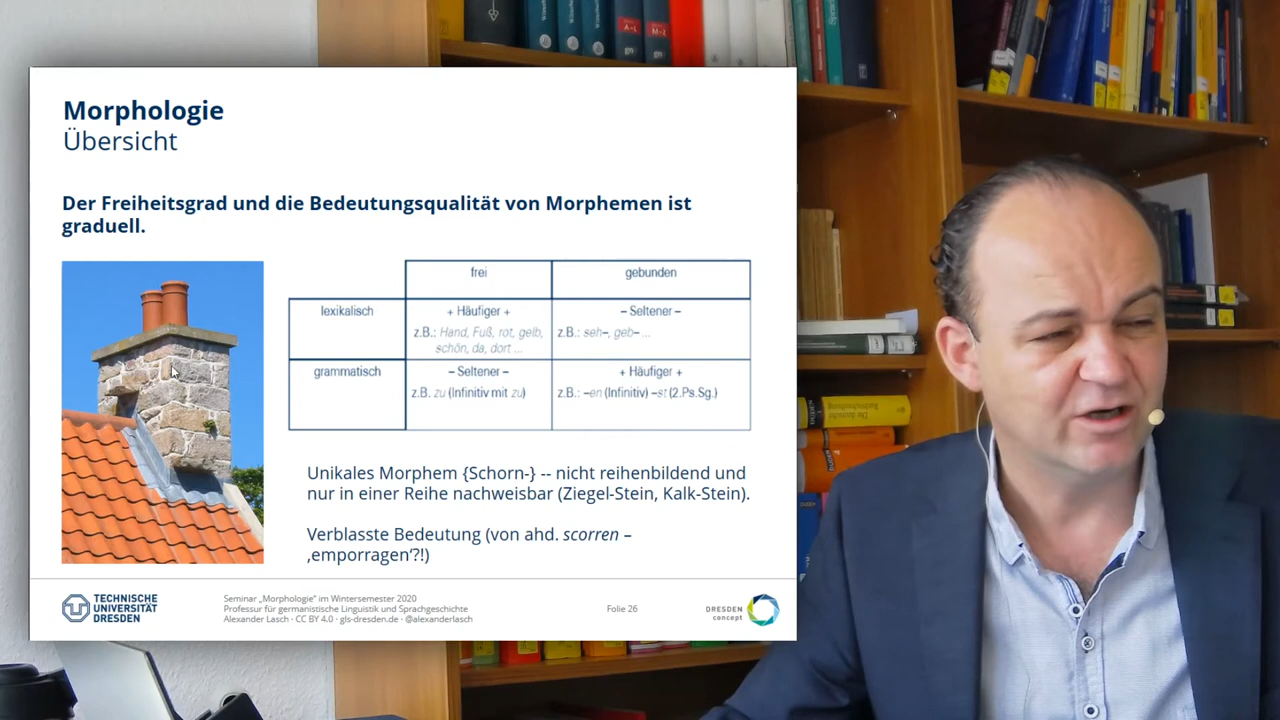 Morphologie
Übersicht
Der Freiheitsgrad und die Bedeutungsqualität von Morphemen ist
graduell.
frei
gebunden
lexikalisch
+ Häufiger +
z.B.: Hand, Fuß, rot, gelb,
schön, da, dort ...
– Seltener –
z.B.: seh–, geb– ...
grammatisch
– Seltener –
z.B. zu (Infinitiv mit zu)
+ Häufiger +
z.B.: –en (Infinitiv) –st (2.Ps.Sg.)
Unikales Morphem {Schorn-} -- nicht reihenbildend und
nur in einer Reihe nachweisbar (Ziegel-Stein, Kalk-Stein).
Verblasste Bedeutung (von ahd. scorren –
‚emporragen‘?!)
TECHNISCHE
UNIVERSITÄT
DRESDEN
Seminar „Morphologie“ im Wintersemester 2020
Professur für germanistische Linguistik und Sprachgeschichte
Alexander Lasch · CC BY 4.0 · gls-dresden.de · @alexanderlasch
Folie 26
DRESDEN
concept
A–L
M–Z
gn
gn
DUDEN